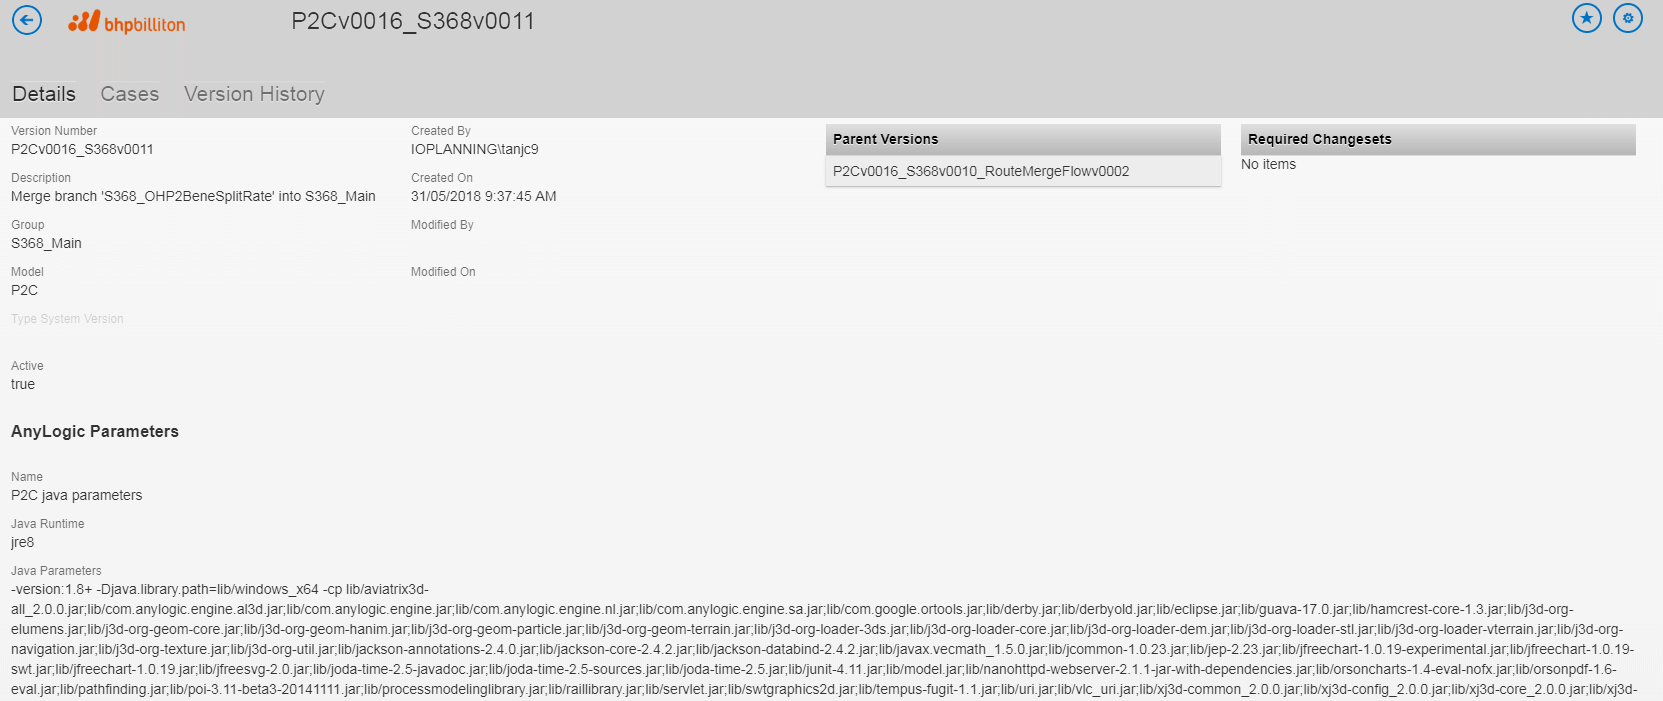 bhpbilliton
P2Cv0016_S368v0011
Details
Cases
Version History
Version Number
P2Cv0016_S368v0011
Description
Merge branch 'S368_OHP2BeneSplitRate' into S368_Main
Group
S368_Main
Model
P2C
Type System Version
Active
true
Created By
IOPLANNING\tanjc9
Created On
31/05/2018 9:37:45 AM
Modified By
Modified On
Parent Versions
P2Cv0016_S368v0010_RouteMergeFlowv0002
Required Changesets
No items
AnyLogic Parameters
Name
P2C java parameters
Java Runtime
jre8
Java Parameters
-version:1.8+ -Djava.library.path=lib/windows_x64 -cp lib/aviatrix3d-
all_2.0.0.jar;lib/com.anylogic.engine.al3d.jar;lib/com.anylogic.engine.jar;lib/com.anylogic.engine.nl.jar;lib/com.anylogic.engine.sa.jar;lib/com.google.ortools.jar;lib/derby.jar;lib/derbyold.jar;lib/eclipse.jar;lib/guava-17.0.jar;lib/hamcrest-core-1.3.jar;lib/j3d-org-
elumens.jar;lib/j3d-org-geom-core.jar;lib/j3d-org-geom-hanim.jar;lib/j3d-org-geom-particle.jar;lib/j3d-org-geom-terrain.jar;lib/j3d-org-loader-3ds.jar;lib/j3d-org-loader-core.jar;lib/j3d-org-loader-dem.jar;lib/j3d-org-loader-stl.jar;lib/j3d-org-loader-vterrain.jar;lib/j3d-org-
navigation.jar;lib/j3d-org-texture.jar;lib/j3d-org-util.jar;lib/jackson-annotations-2.4.0.jar;lib/jackson-core-2.4.2.jar;lib/jackson-databind-2.4.2.jar;lib/javax.vecmath_1.5.0.jar;lib/jcommon-1.0.23.jar;lib/jep-2.23.jar;lib/jfreechart-1.0.19-experimental.jar;lib/jfreechart-1.0.19-
swt.jar;lib/jfreechart-1.0.19.jar;lib/jfreesvg-2.0.jar;lib/joda-time-2.5-javadoc.jar;lib/joda-time-2.5-sources.jar;lib/joda-time-2.5.jar;lib/junit-4.11.jar;lib/model.jar;lib/nanohttpd-webserver-2.1.1-jar-with-dependencies.jar;lib/orsoncharts-1.4-eval-nofx.jar;lib/orsonpdf-1.6-
eval.jar;lib/pathfinding.jar;lib/poi-3.11-beta3-20141111.jar;lib/processmodelinglibrary.jar;lib/raillibrary.jar;lib/servlet.jar;lib/swtgraphics2d.jar;lib/tempus-fugit-1.1.jar;lib/uri.jar;lib/vlc_uri.jar;lib/xj3d-common_2.0.0.jar;lib/xj3d-config_2.0.0.jar;lib/xj3d-core_2.0.0.jar;lib/xj3d-